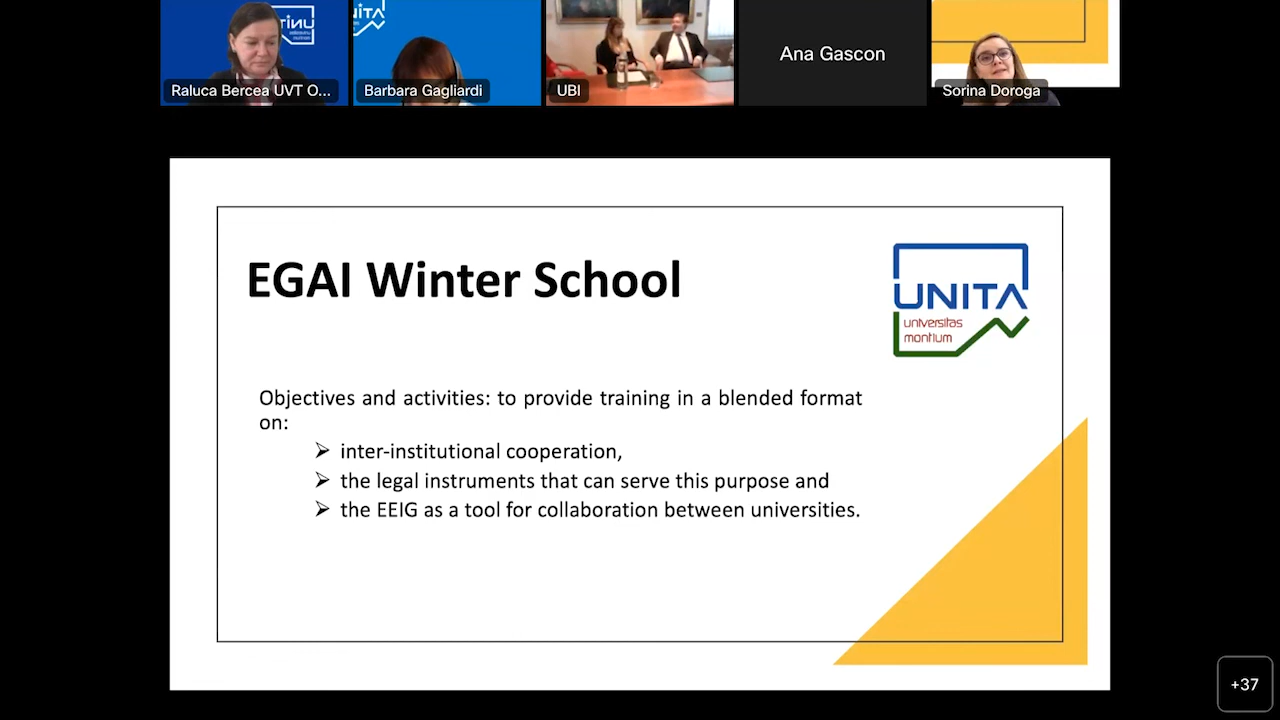 UNITA
ITA
Raluca Bercea UVT O...
Barbara Gagliardi
UBI
Ana Gascon
Sorina Doroga
EGAI Winter School
UNITA
universitas
montium
Objectives and activities: to provide training in a blended format
on:
➢ inter-institutional cooperation,
➢ the legal instruments that can serve this purpose and
➢ the EEIG as a tool for collaboration between universities.
+37